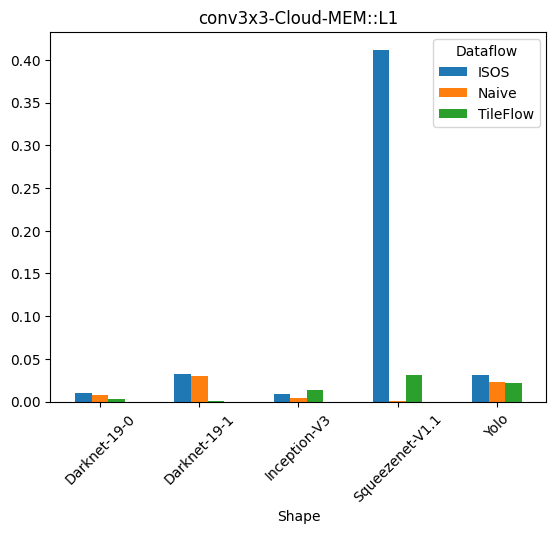 conv3x3-Cloud-MEM::L1
Dataflow
ISOS
Naive
TileFlow
0.40
0.35
0.30
0.25
0.20
0.15
0.10
0.05
0.00
Darknet-19-0
Darknet-19-1
Inception-V3
Squeezenet-V1.1
Yolo
Shape